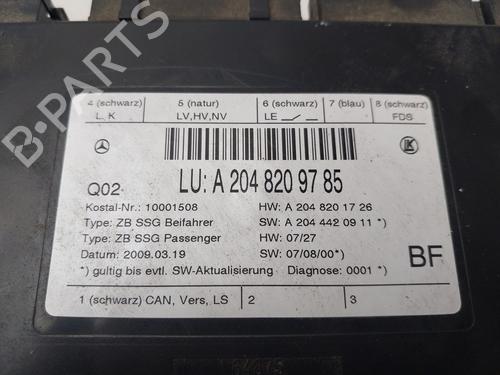 B-PARTS
4 (schwarz)
L, K
5 (natur)
LV,HV,NV
6 (schwarz)
LE
7 (blau)
8 (schwarz)
FDS
LU: A 204 820 97 85
Q02
Kostal-Nr.: 10001508
HW: A 204 820 17 26
Type: ZB SSG Beifahrer
SW: A 204 442 09 11 *)
Type: ZB SSG Passenger
HW: 07/27
Datum: 2009.03.19
SW: 07/08/00*)
BF
*) gultig bis evtl. SW-Aktualisierung
Diagnose: 0001 *)
1 (schwarz) CAN, Vers, LS
2
3